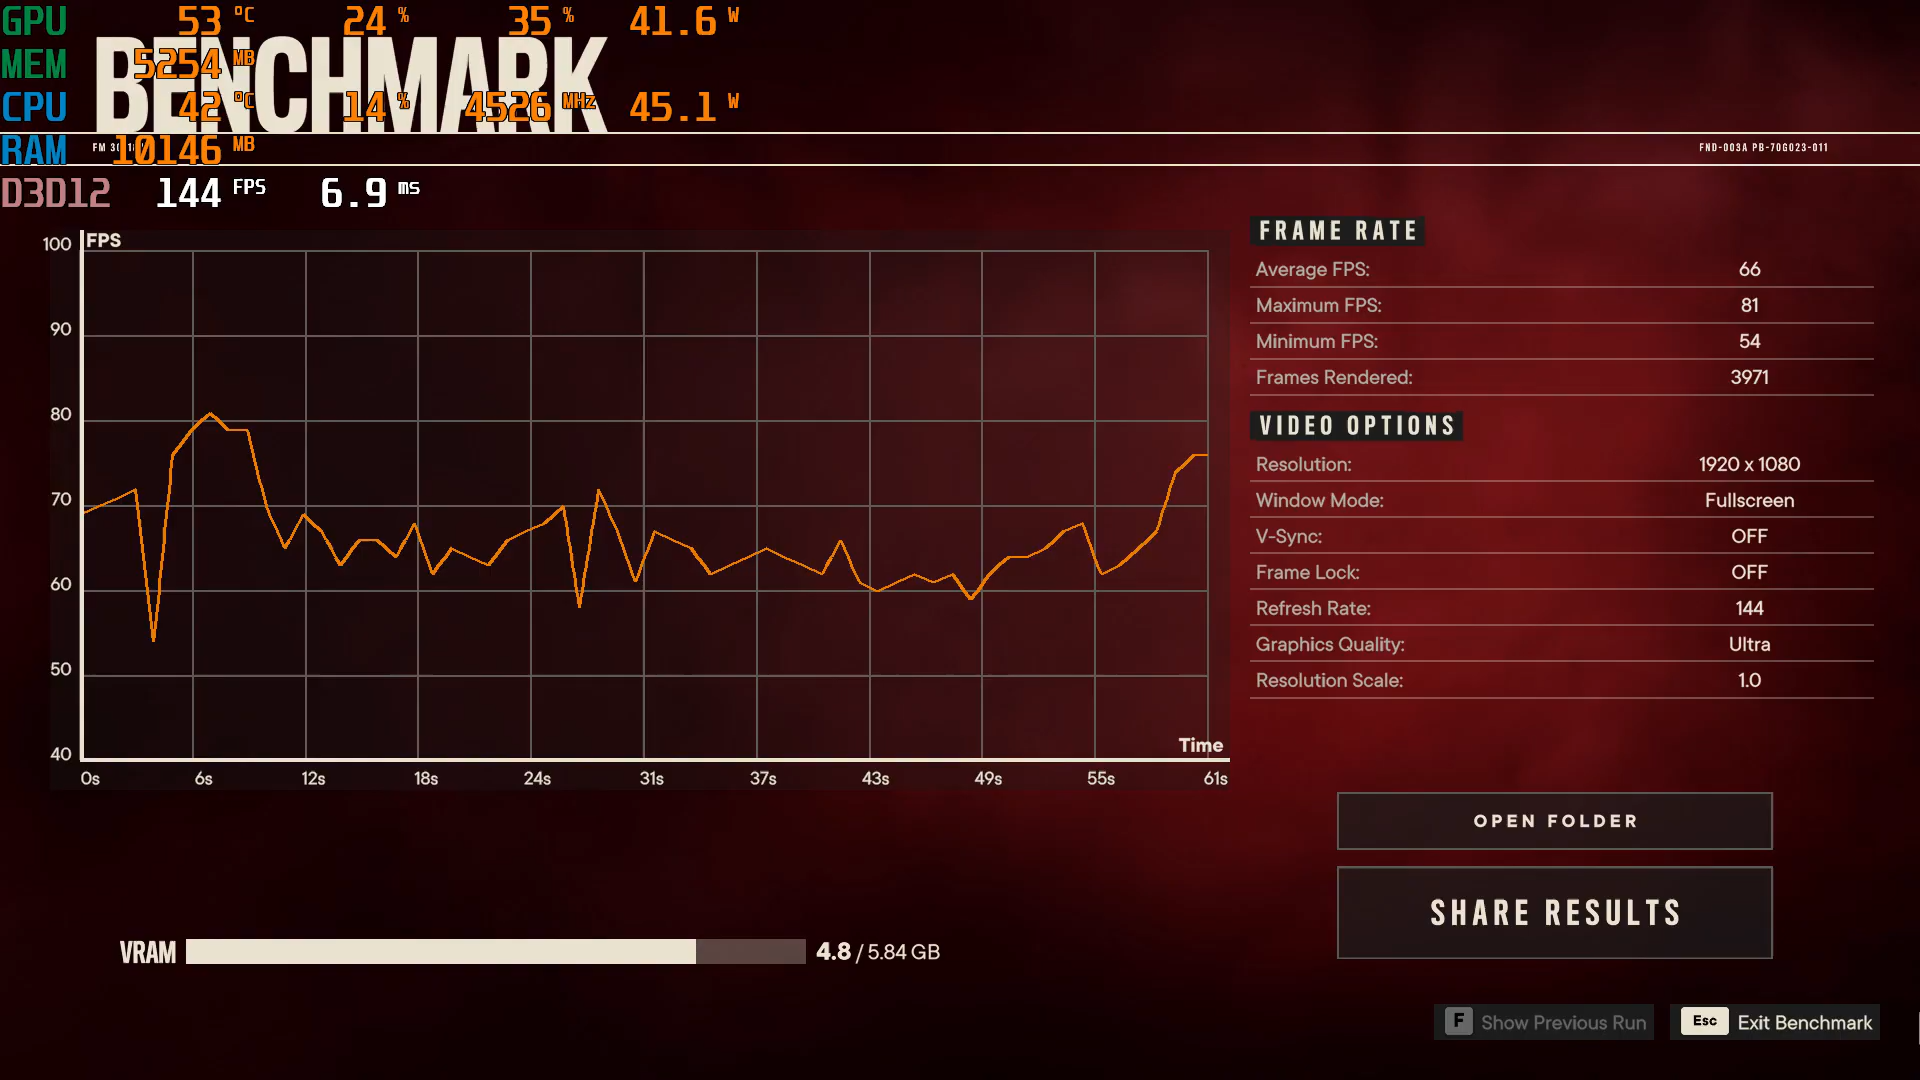 GPU 53 °C 24 % 35 % 41.6 W
MEM 5254 MB
BENCHMARK
CPU 42 °C 14 % 4526 MHz 45.1 W
RAM 10146 MB
FND-003A PB-70G023-011
D3D12 144 FPS 6.9 ms
FPS
100
90
80
70
60
50
40
Time
0s 6s 12s 18s 24s 31s 37s 43s 49s 55s 61s
FRAME RATE
Average FPS: 66
Maximum FPS: 81
Minimum FPS: 54
Frames Rendered: 3971
VIDEO OPTIONS
Resolution: 1920 x 1080
Window Mode: Fullscreen
V-Sync: OFF
Frame Lock: OFF
Refresh Rate: 144
Graphics Quality: Ultra
Resolution Scale: 1.0
OPEN FOLDER
SHARE RESULTS
VRAM 4.8 / 5.84 GB
F Show Previous Run
Esc Exit Benchmark